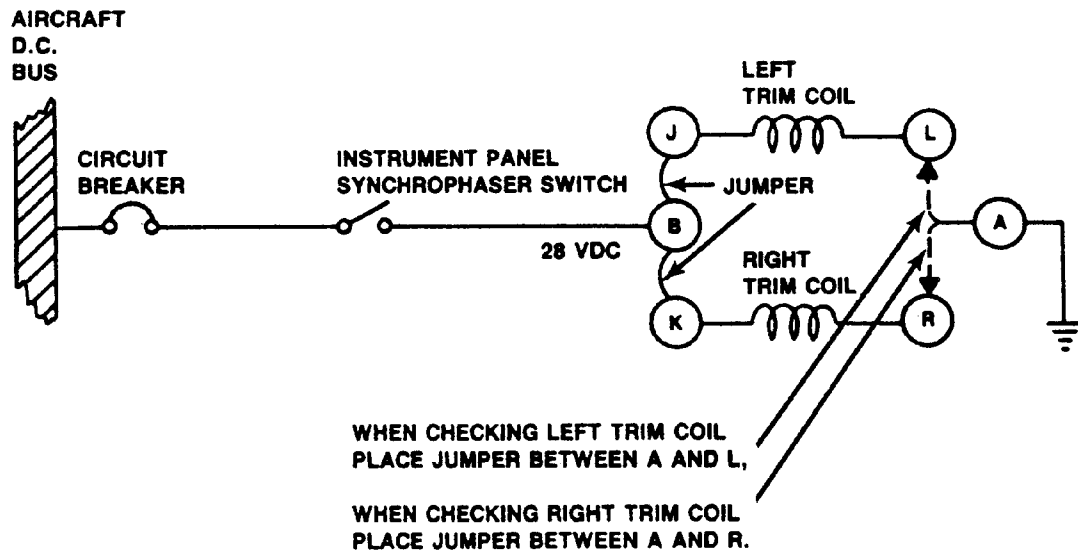 AIRCRAFT
D.C.
BUS
CIRCUIT
BREAKER
INSTRUMENT PANEL
SYNCHROPHASER SWITCH
28 VDC
LEFT
TRIM COIL
J
L
JUMPER
B
A
RIGHT
TRIM COIL
K
R
WHEN CHECKING LEFT TRIM COIL
PLACE JUMPER BETWEEN A AND L,
WHEN CHECKING RIGHT TRIM COIL
PLACE JUMPER BETWEEN A AND R.